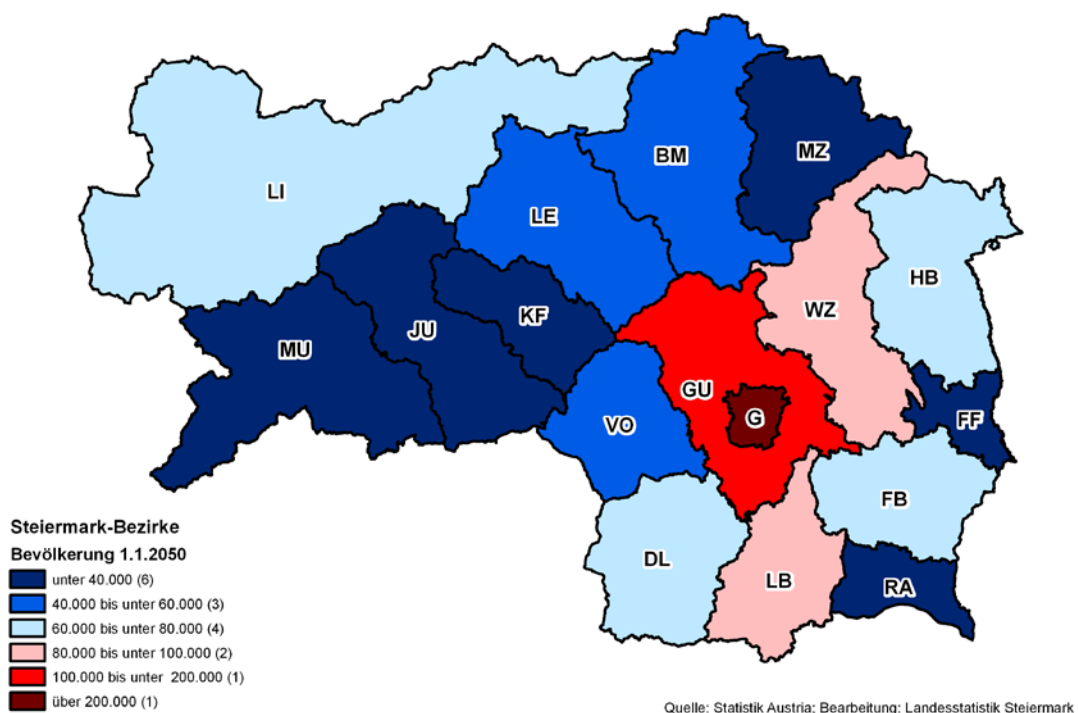 BM
MZ
LI
LE
HB
WZ
KF
JU
MU
GU
G
FF
VO
FB
DL
LB
RA
Steiermark-Bezirke
Bevölkerung 1.1.2050
unter 40.000 (6)
40.000 bis unter 60.000 (3)
60.000 bis unter 80.000 (4)
80.000 bis unter 100.000 (2)
100.000 bis unter 200.000 (1)
über 200.000 (1)
Quelle: Statistik Austria; Bearbeitung: Landesstatistik Steiermark